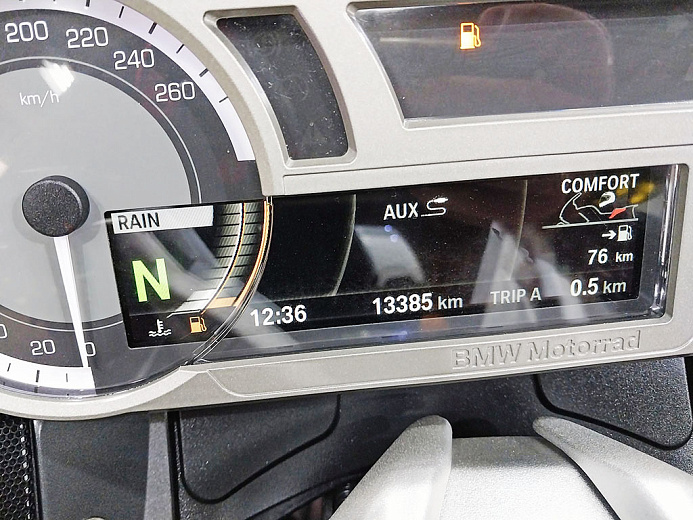 200
220
240
260
km/h
20
RAIN
N
AUX
COMFORT
76 km
12:36
13385 km
TRIP A
0.5 km
BMW Motorrad